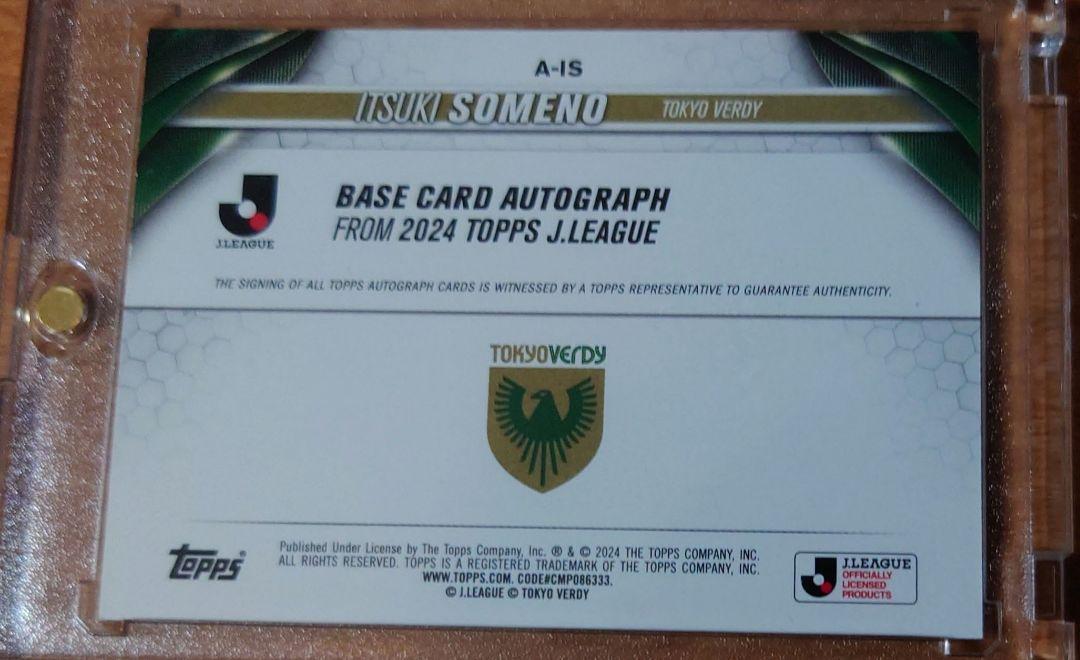 A-IS
ITSUKI SOMENO TOKYO VERDY
J.LEAGUE
BASE CARD AUTOGRAPH
FROM 2024 TOPPS J.LEAGUE
THE SIGNING OF ALL TOPPS AUTOGRAPH CARDS IS WITNESSED BY A TOPPS REPRESENTATIVE TO GUARANTEE AUTHENTICITY.
TOKYOVERDY
topps®
Published Under License by The Topps Company, Inc. ® & © 2024 THE TOPPS COMPANY, INC.
ALL RIGHTS RESERVED. TOPPS IS A REGISTERED TRADEMARK OF THE TOPPS COMPANY, INC.
WWW.TOPPS.COM. CODE#CMP086333.
© J.LEAGUE © TOKYO VERDY
J.LEAGUE
OFFICIALLY
LICENSED
PRODUCTS